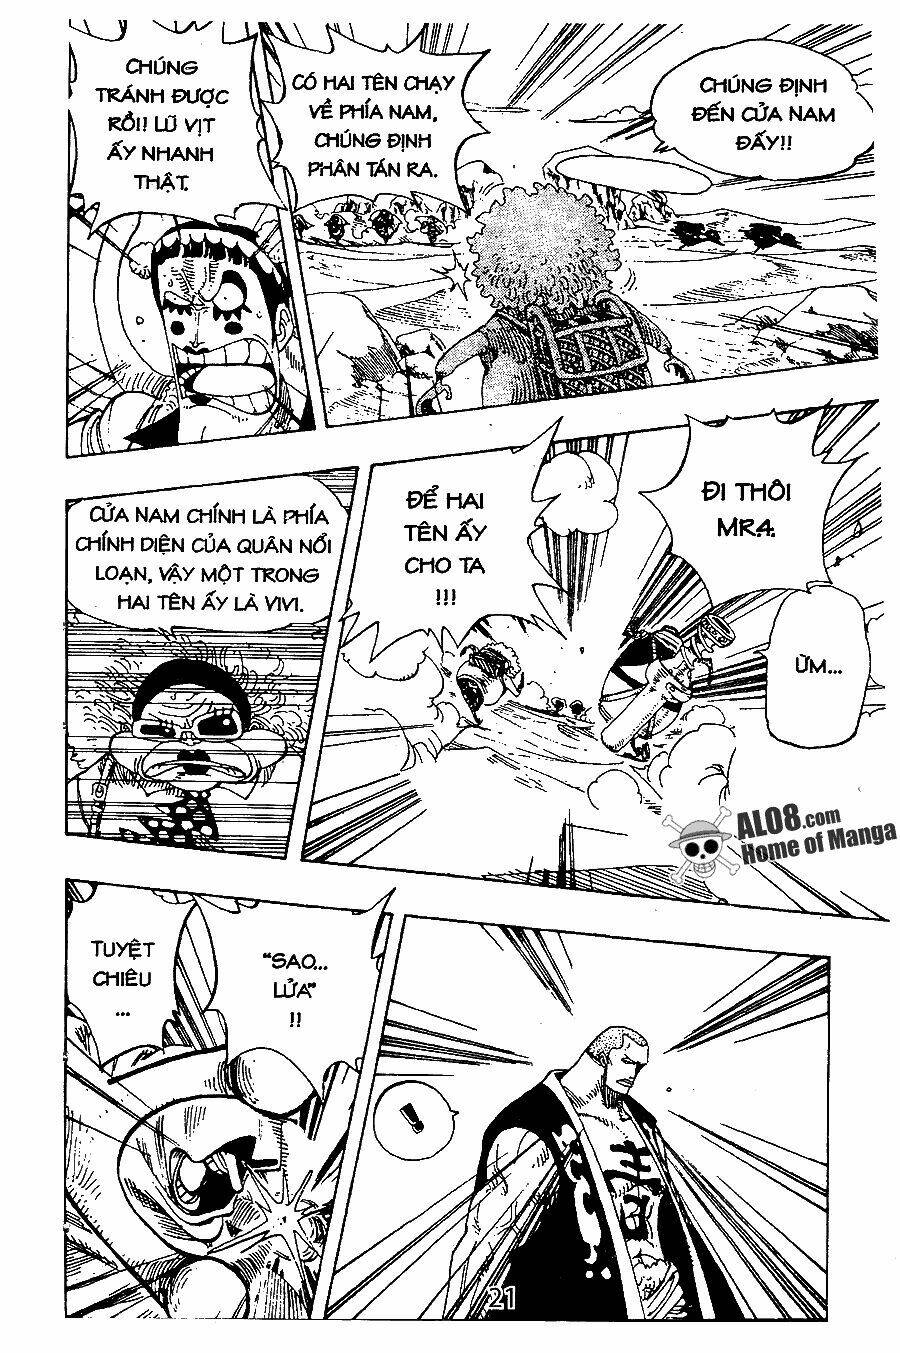 CHÚNG
TRÁNH ĐƯỢC
RỒI!! LŨ VỊT
ẤY NHANH
THẬT.
CÓ HAI TÊN CHẠY
VỀ PHÍA NAM,
CHÚNG ĐỊNH
PHÂN TÁN RA.
CHÚNG ĐỊNH
ĐẾN CỬA NAM
ĐẤY!!
CỬA NAM CHÍNH LÀ PHÍA
CHÍNH DIỆN CỦA QUÂN NỔI
LOẠN, VẬY MỘT TRONG
HAI TÊN ẤY LÀ VIVI.
ĐỂ HAI
TÊN ẤY
CHO TA
!!!
ĐI THÔI
MR4.
ỪM...
AL08.com
Home of Manga
TUYỆT
CHIÊU
...
“SAO...
LỬA”
!!
!
21